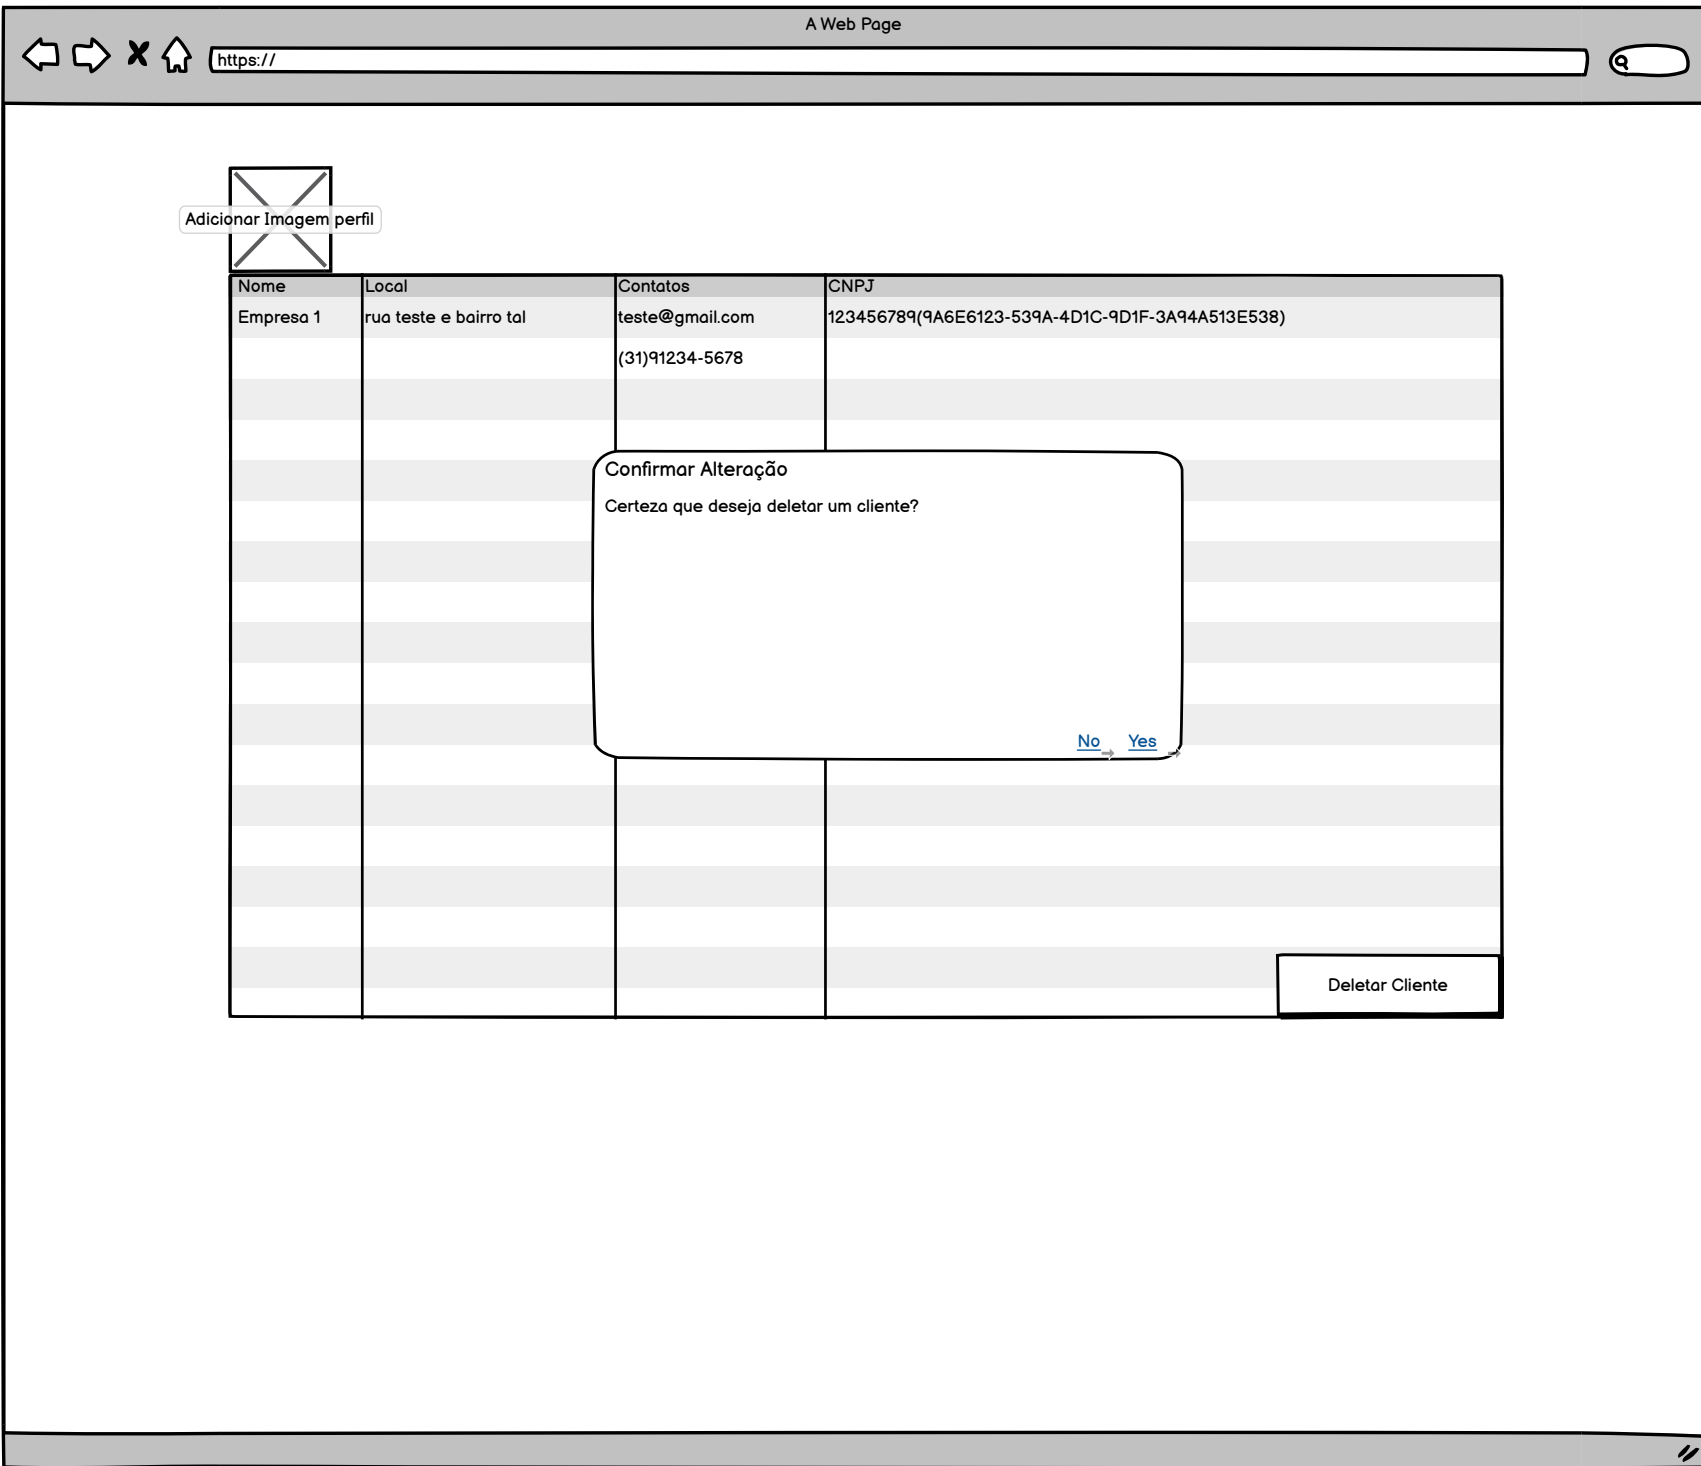 A Web Page
https://
Adicionar Imagem perfil
Nome Local Contatos CNPJ
Empresa 1 rua teste e bairro tal teste@gmail.com 123456789(9A6E6123-539A-4D1C-9D1F-3A94A513E538)
(31)91234-5678
Confirmar Alteração
Certeza que deseja deletar um cliente?
No Yes
Deletar Cliente